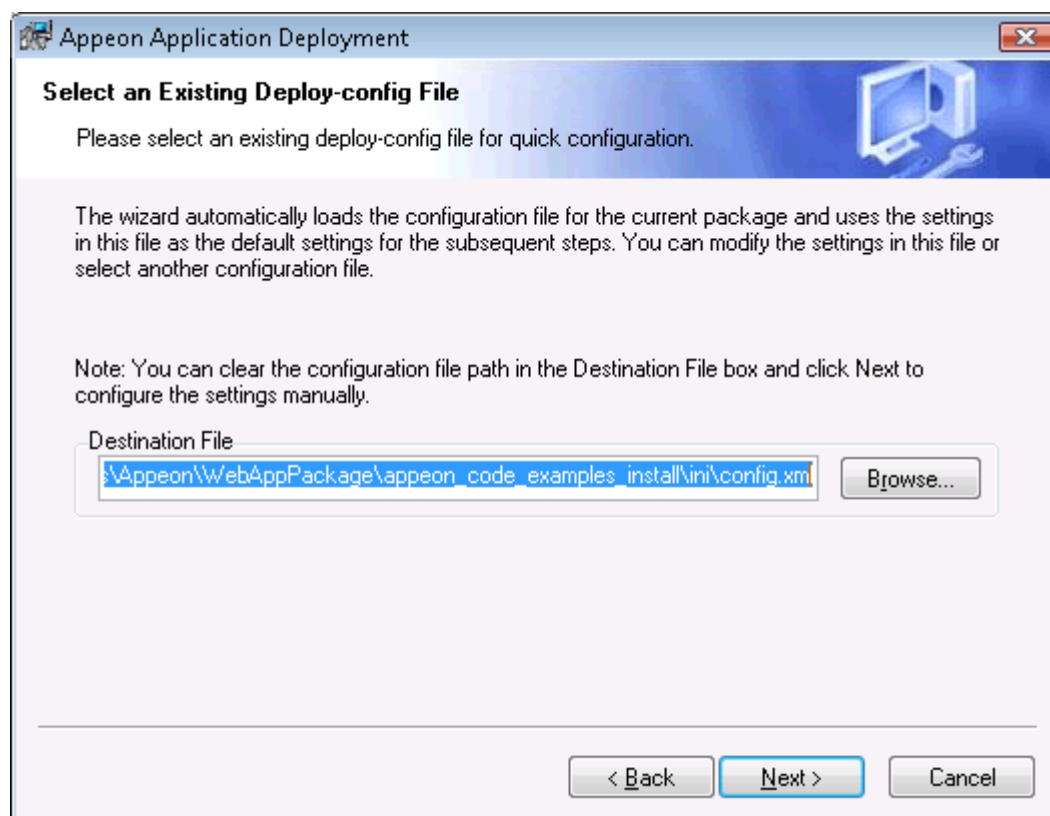 Appeon Application Deployment
Select an Existing Deploy-config File
Please select an existing deploy-config file for quick configuration.
The wizard automatically loads the configuration file for the current package and uses the settings
in this file as the default settings for the subsequent steps. You can modify the settings in this file or
select another configuration file.
Note: You can clear the configuration file path in the Destination File box and click Next to
configure the settings manually.
Destination File
s\Appeon\WebAppPackage\appeon_code_examples_install\ini\config.xm
Browse...
< Back
Next >
Cancel